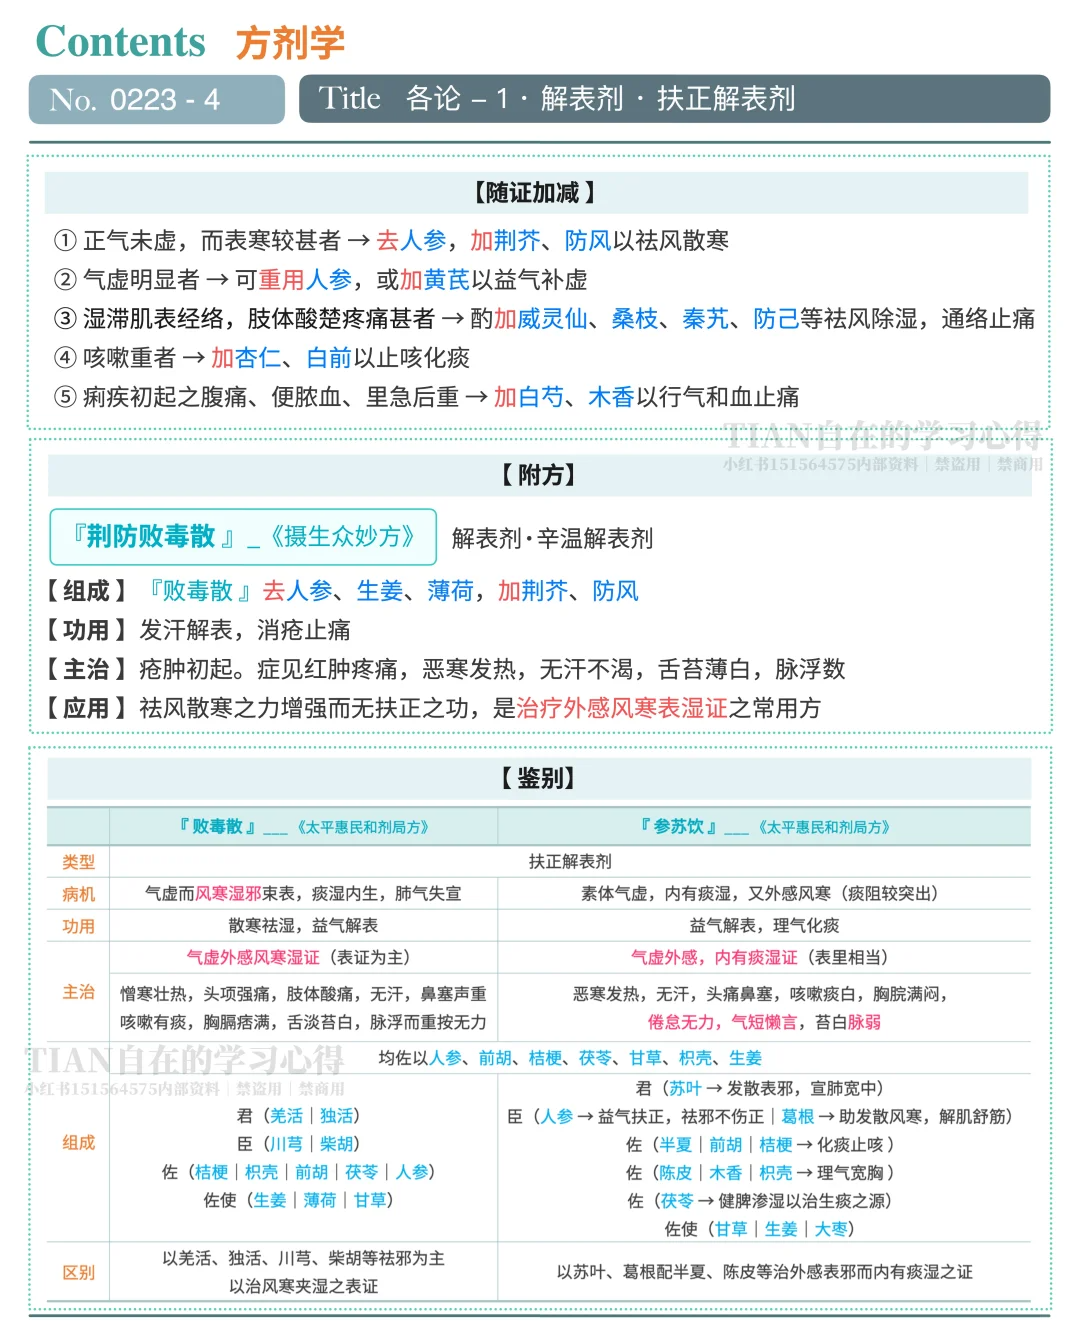 Contents 方剂学
No. 0223 - 4
Title 各论 – 1 · 解表剂 · 扶正解表剂
【随证加减】
① 正气未虚，而表寒较甚者 → 去人参，加荆芥、防风以祛风散寒
② 气虚明显者 → 可重用人参，或加黄芪以益气补虚
③ 湿滞肌表经络，肢体酸楚疼痛甚者 → 酌加威灵仙、桑枝、秦艽、防己等祛风除湿，通络止痛
④ 咳嗽重者 → 加杏仁、白前以止咳化痰
⑤ 痢疾初起之腹痛、便脓血、里急后重 → 加白芍、木香以行气和血止痛
TIAN自在的学习心得
小红书151564575内部资料｜禁盗用｜禁商用
【附方】
『荆防败毒散』_《摄生众妙方》 解表剂·辛温解表剂
【组成】『败毒散』去人参、生姜、薄荷，加荆芥、防风
【功用】发汗解表，消疮止痛
【主治】疮肿初起。症见红肿疼痛，恶寒发热，无汗不渴，舌苔薄白，脉浮数
【应用】祛风散寒之力增强而无扶正之功，是治疗外感风寒表湿证之常用方
【鉴别】
『败毒散』___《太平惠民和剂局方》 『参苏饮』___《太平惠民和剂局方》
类型 扶正解表剂
病机 气虚而风寒湿邪束表，痰湿内生，肺气失宣 素体气虚，内有痰湿，又外感风寒（痰阻较突出）
功用 散寒祛湿，益气解表 益气解表，理气化痰
主治 气虚外感风寒湿证（表证为主） 气虚外感，内有痰湿证（表里相当）
憎寒壮热，头项强痛，肢体酸痛，无汗，鼻塞声重
咳嗽有痰，胸膈痞满，舌淡苔白，脉浮而重按无力
恶寒发热，无汗，头痛鼻塞，咳嗽痰白，胸脘满闷，
倦怠无力，气短懒言，苔白脉弱
TIAN自在的学习心得
小红书151564575内部资料｜禁盗用｜禁商用
组成 均佐以人参、前胡、桔梗、茯苓、甘草、枳壳、生姜
君（羌活｜独活）
臣（川芎｜柴胡）
佐（桔梗｜枳壳｜前胡｜茯苓｜人参）
佐使（生姜｜薄荷｜甘草）
君（苏叶 → 发散表邪，宣肺宽中）
臣（人参 → 益气扶正，祛邪不伤正｜葛根 → 助发散风寒，解肌舒筋）
佐（半夏｜前胡｜桔梗 → 化痰止咳）
佐（陈皮｜木香｜枳壳 → 理气宽胸）
佐（茯苓 → 健脾渗湿以治生痰之源）
佐使（甘草｜生姜｜大枣）
区别 以羌活、独活、川芎、柴胡等祛邪为主
以治风寒夹湿之表证
以苏叶、葛根配半夏、陈皮等治外感表邪而内有痰湿之证